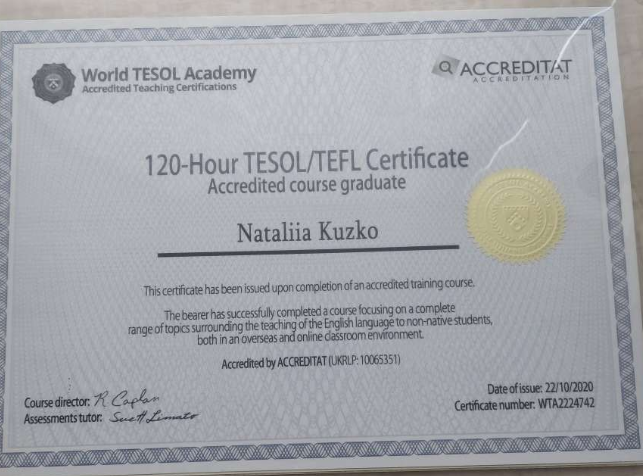 World TESOL Academy
Accredited Teaching Certifications
ACCREDITAT
ACCREDITATION
120-Hour TESOL/TEFL Certificate
Accredited course graduate
Nataliia Kuzko
This certificate has been issued upon completion of an accredited training course.
The bearer has successfully completed a course focusing on a complete
range of topics surrounding the teaching of the English language to non-native students,
both in an overseas and online classroom environment.
Accredited by ACCREDITAT (UKRLP: 10065351)
Course director: R Caplan
Assessments tutor:
Date of issue: 22/10/2020
Certificate number: WTA2224742